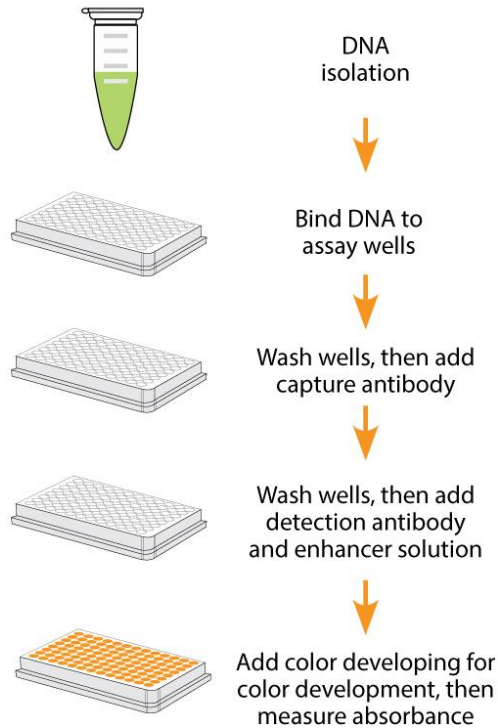 DNA
isolation
Bind DNA to
assay wells
Wash wells, then add
capture antibody
Wash wells, then add
detection antibody
and enhancer solution
Add color developing for
color development, then
measure absorbance